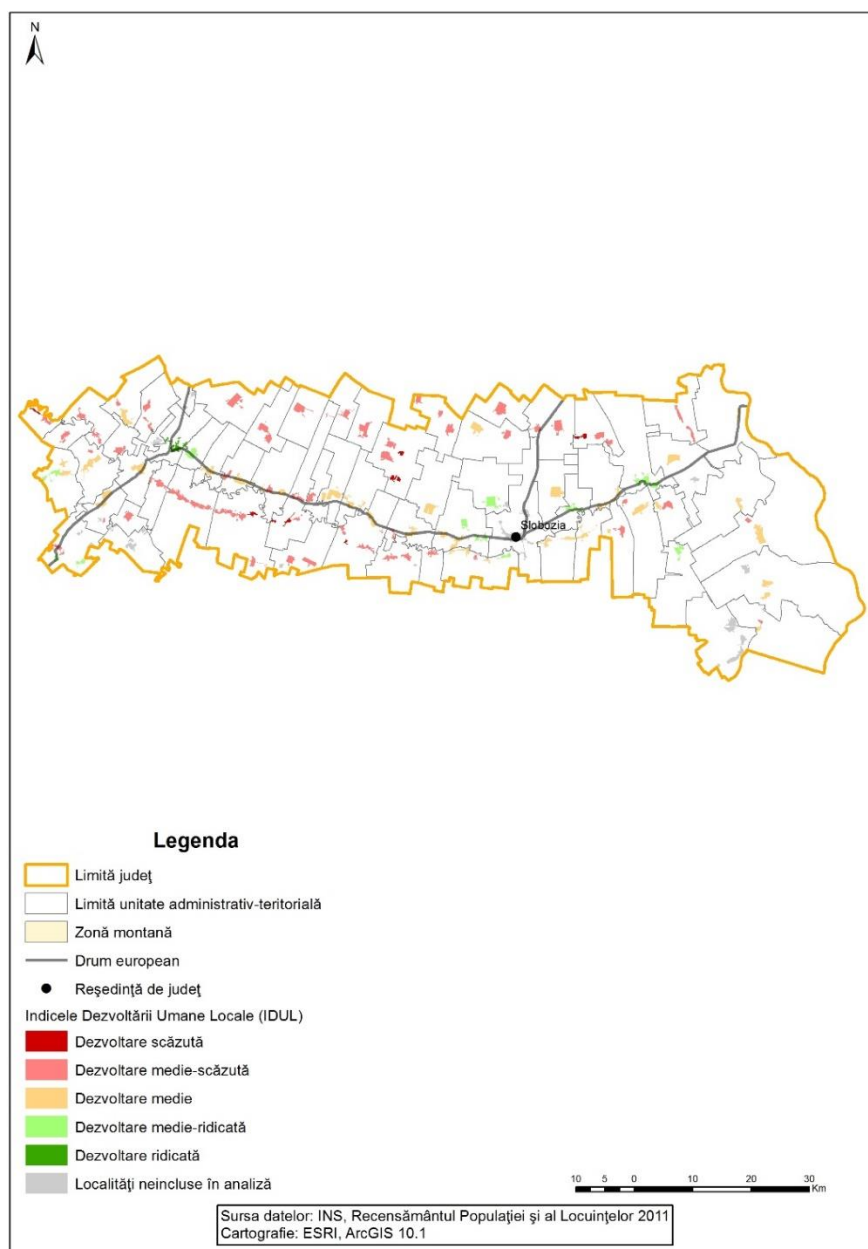 N
Slobozia
Legenda
Limită judeţ
Limită unitate administrativ-teritorială
Zonă montană
Drum european
Reşedinţă de judeţ
Indicele Dezvoltării Umane Locale (IDUL)
Dezvoltare scăzută
Dezvoltare medie-scăzută
Dezvoltare medie
Dezvoltare medie-ridicată
Dezvoltare ridicată
Localităţi neincluse în analiză
10 5 0 10 20 30
Km
Sursa datelor: INS, Recensământul Populaţiei şi al Locuinţelor 2011
Cartografie: ESRI, ArcGIS 10.1